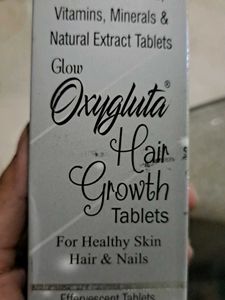 Vitamins, Minerals &
Natural Extract Tablets
Glow
Oxygluta®
Hair
Growth
Tablets
For Healthy Skin
Hair & Nails
Effervescent Tablets